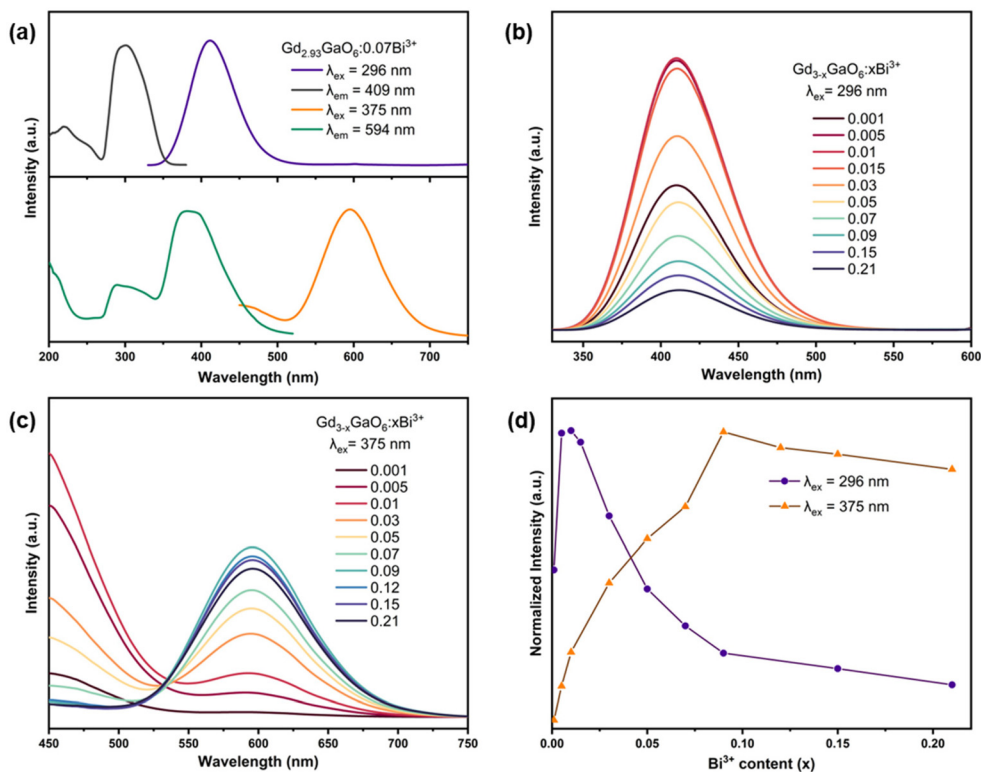 (a)
Gd₂.₉₃GaO₆:0.07Bi³⁺
λex = 296 nm
λem = 409 nm
λex = 375 nm
λem = 594 nm
Intensity (a.u.)
200 300 400 500 600 700
Wavelength (nm)
(b)
Gd₃₋ₓGaO₆:xBi³⁺
λex= 296 nm
0.001
0.005
0.01
0.015
0.03
0.05
0.07
0.09
0.15
0.21
Intensity (a.u.)
350 400 450 500 550 600
Wavelength (nm)
(c)
Gd₃₋ₓGaO₆:xBi³⁺
λex= 375 nm
0.001
0.005
0.01
0.03
0.05
0.07
0.09
0.12
0.15
0.21
Intensity (a.u.)
450 500 550 600 650 700 750
Wavelength (nm)
(d)
λex = 296 nm
λex = 375 nm
Normalized Intensity (a.u.)
0.00 0.05 0.10 0.15 0.20
Bi³⁺ content (x)